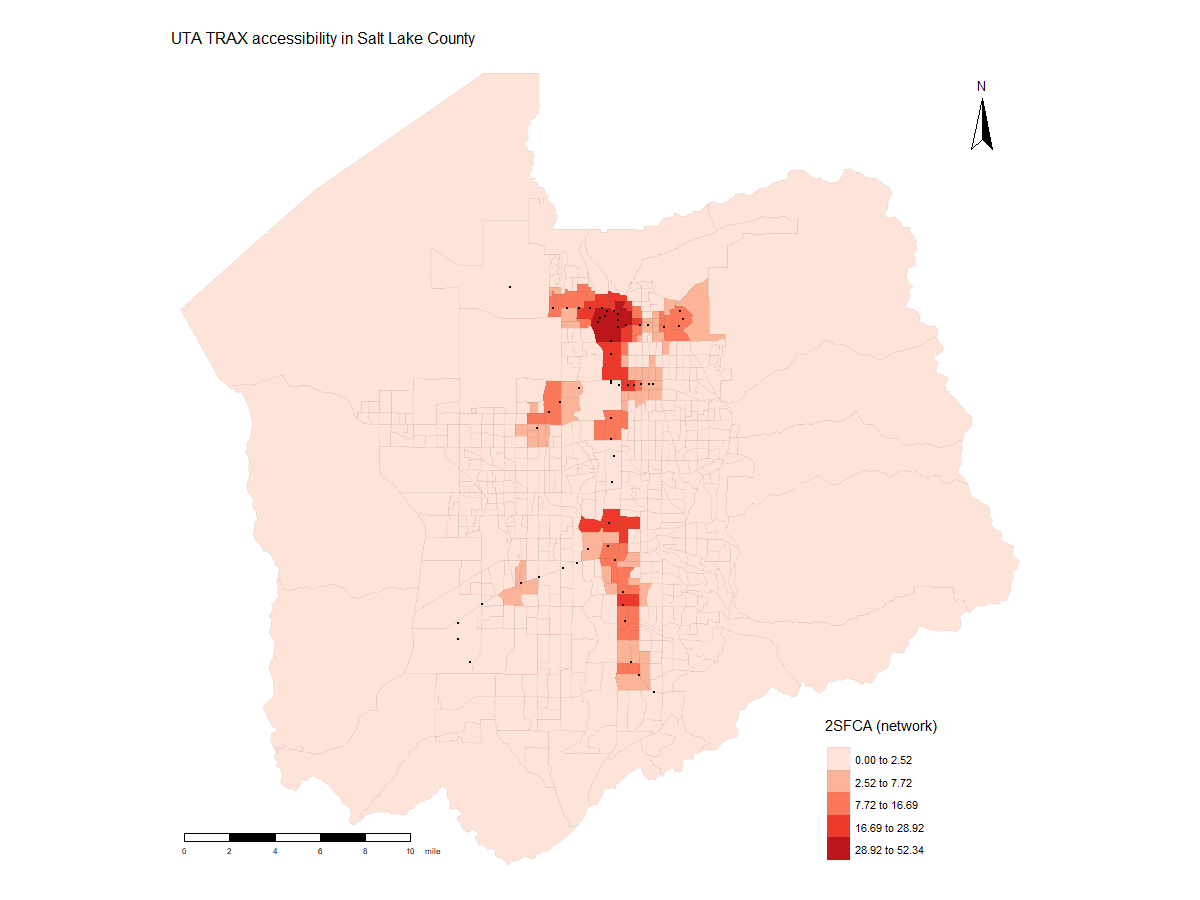 UTA TRAX accessibility in Salt Lake County
N
2SFCA (network)
0.00 to 2.52
2.52 to 7.72
7.72 to 16.69
16.69 to 28.92
28.92 to 52.34
0 2 4 6 8 10 mile